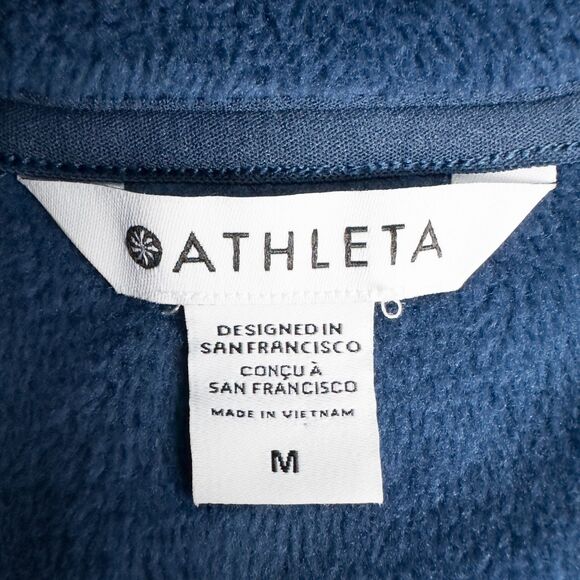 ATHLETA
DESIGNED IN
SAN FRANCISCO
CONÇU À
SAN FRANCISCO
MADE IN VIETNAM
M